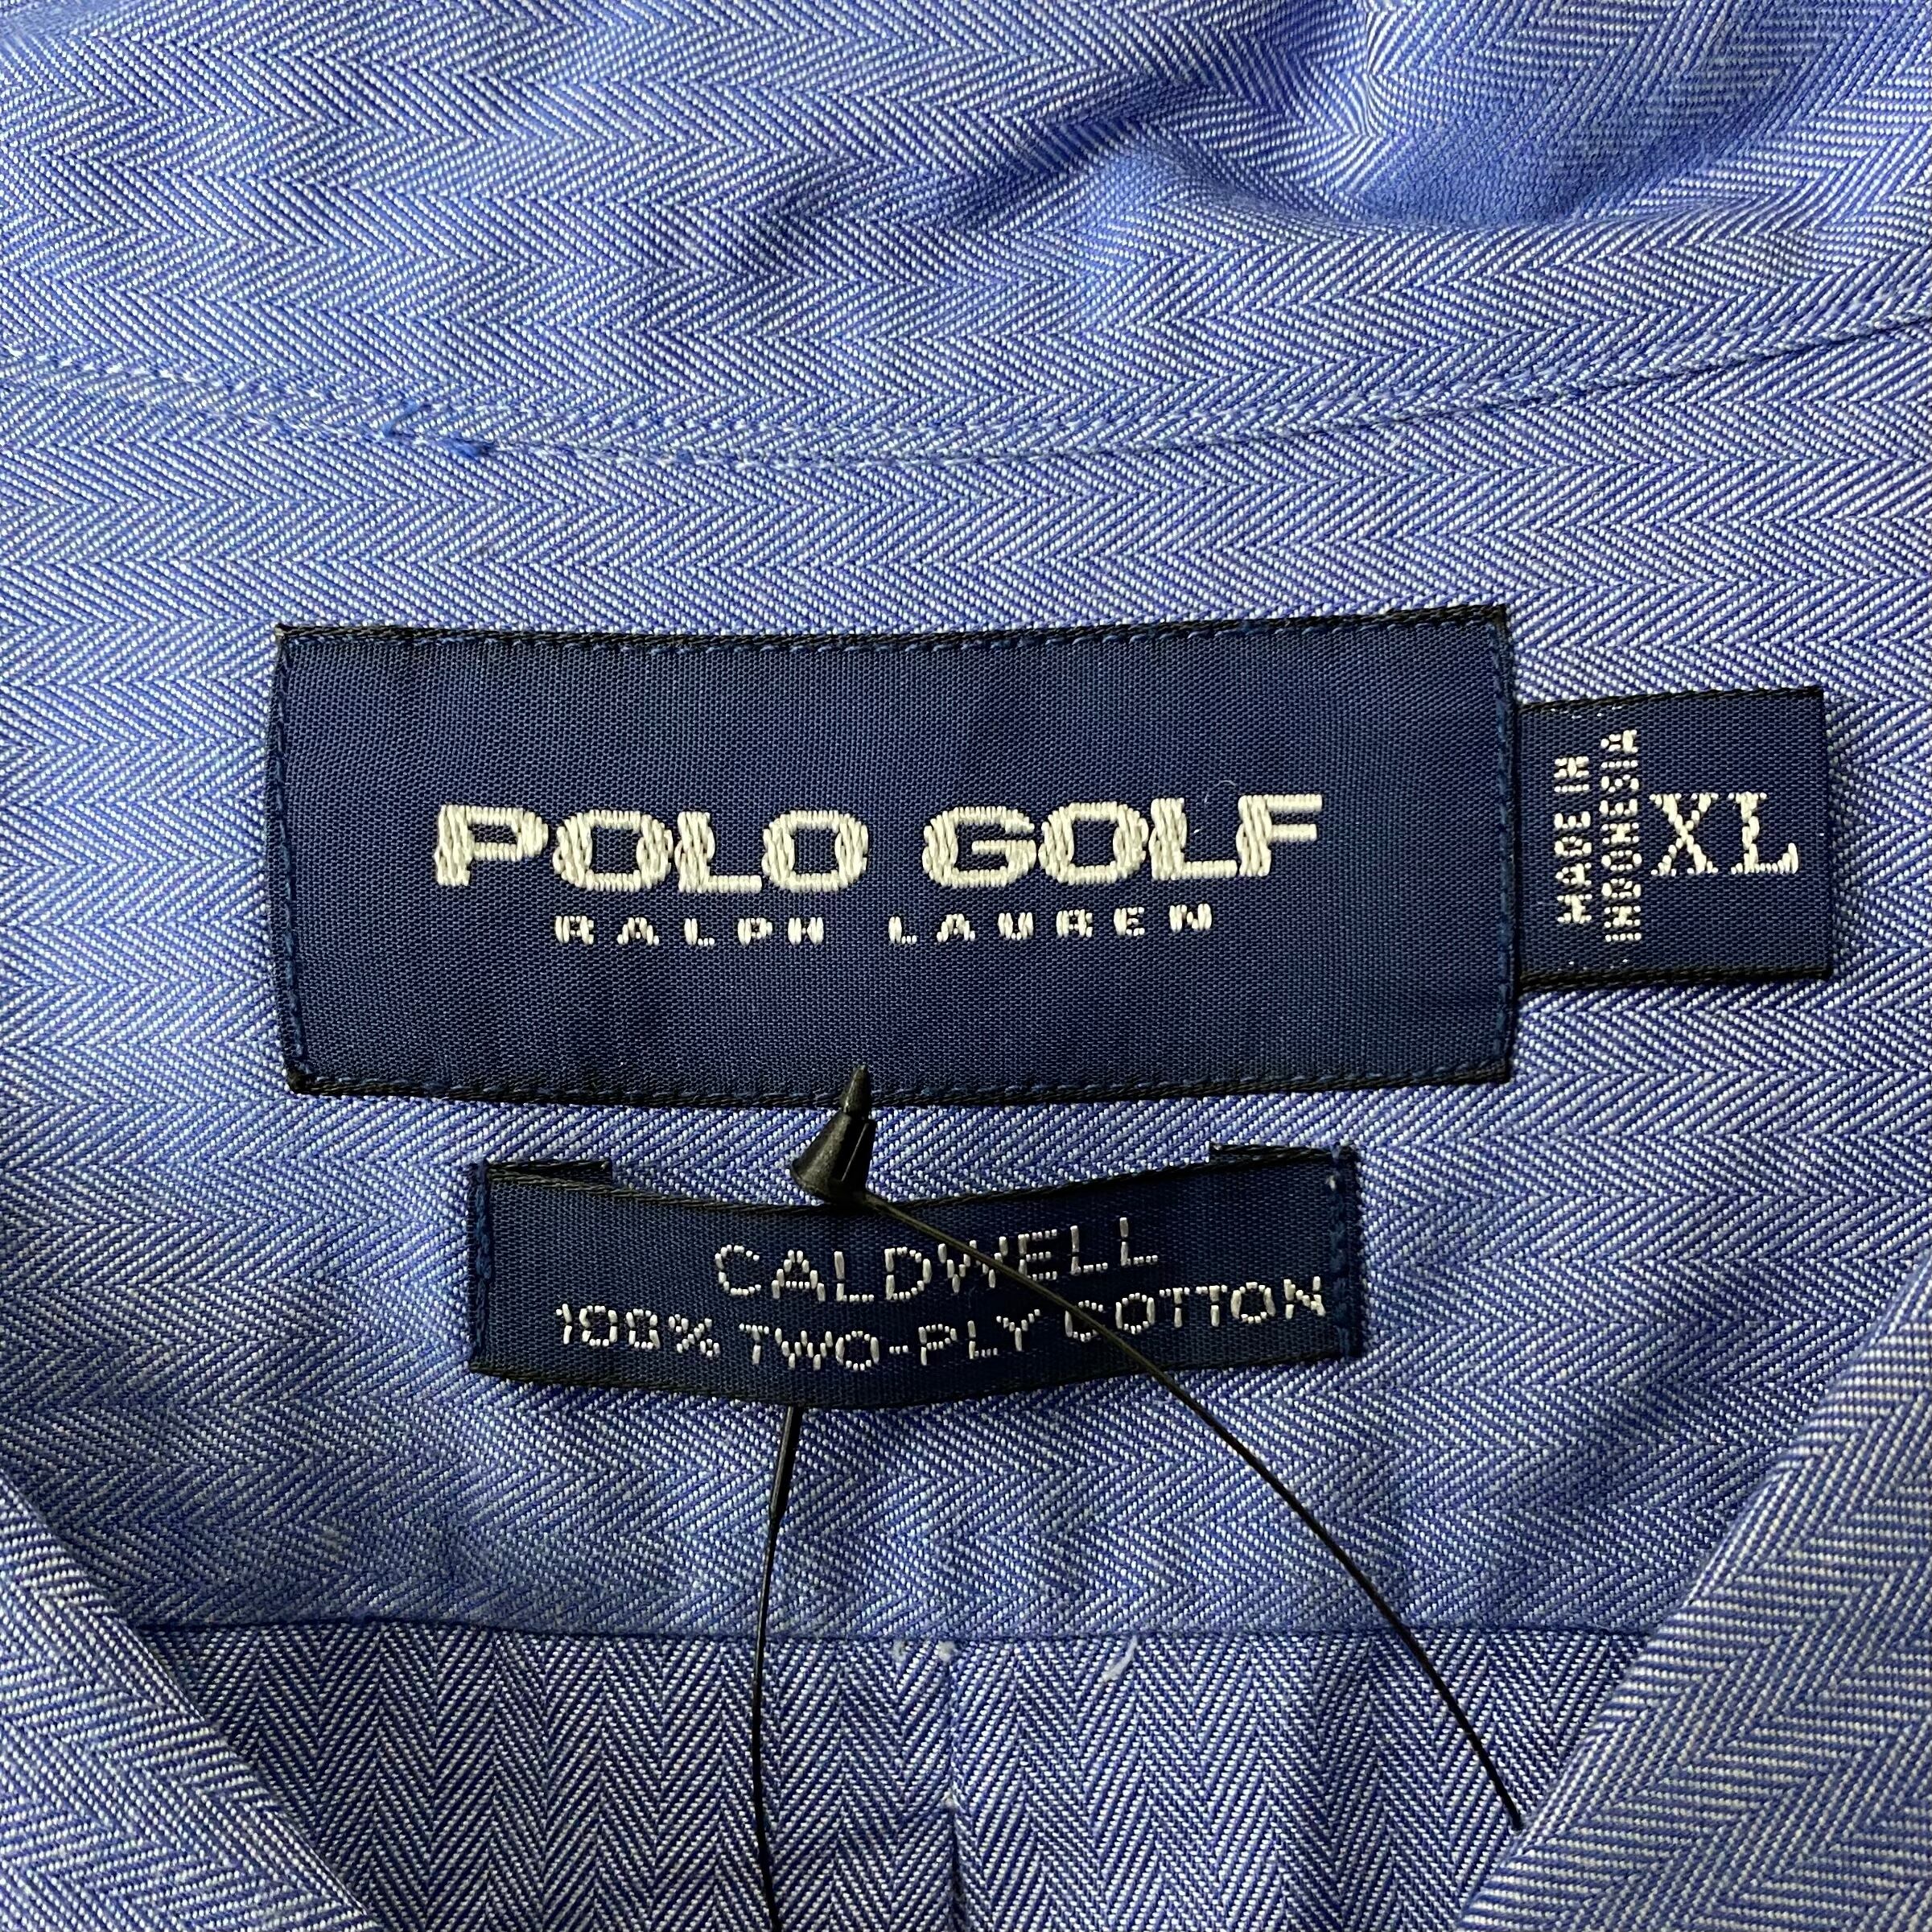 POLO GOLF
RALPH LAUREN
MADE IN
INDONESIA
XL
CALDWELL
100% TWO-PLY COTTON